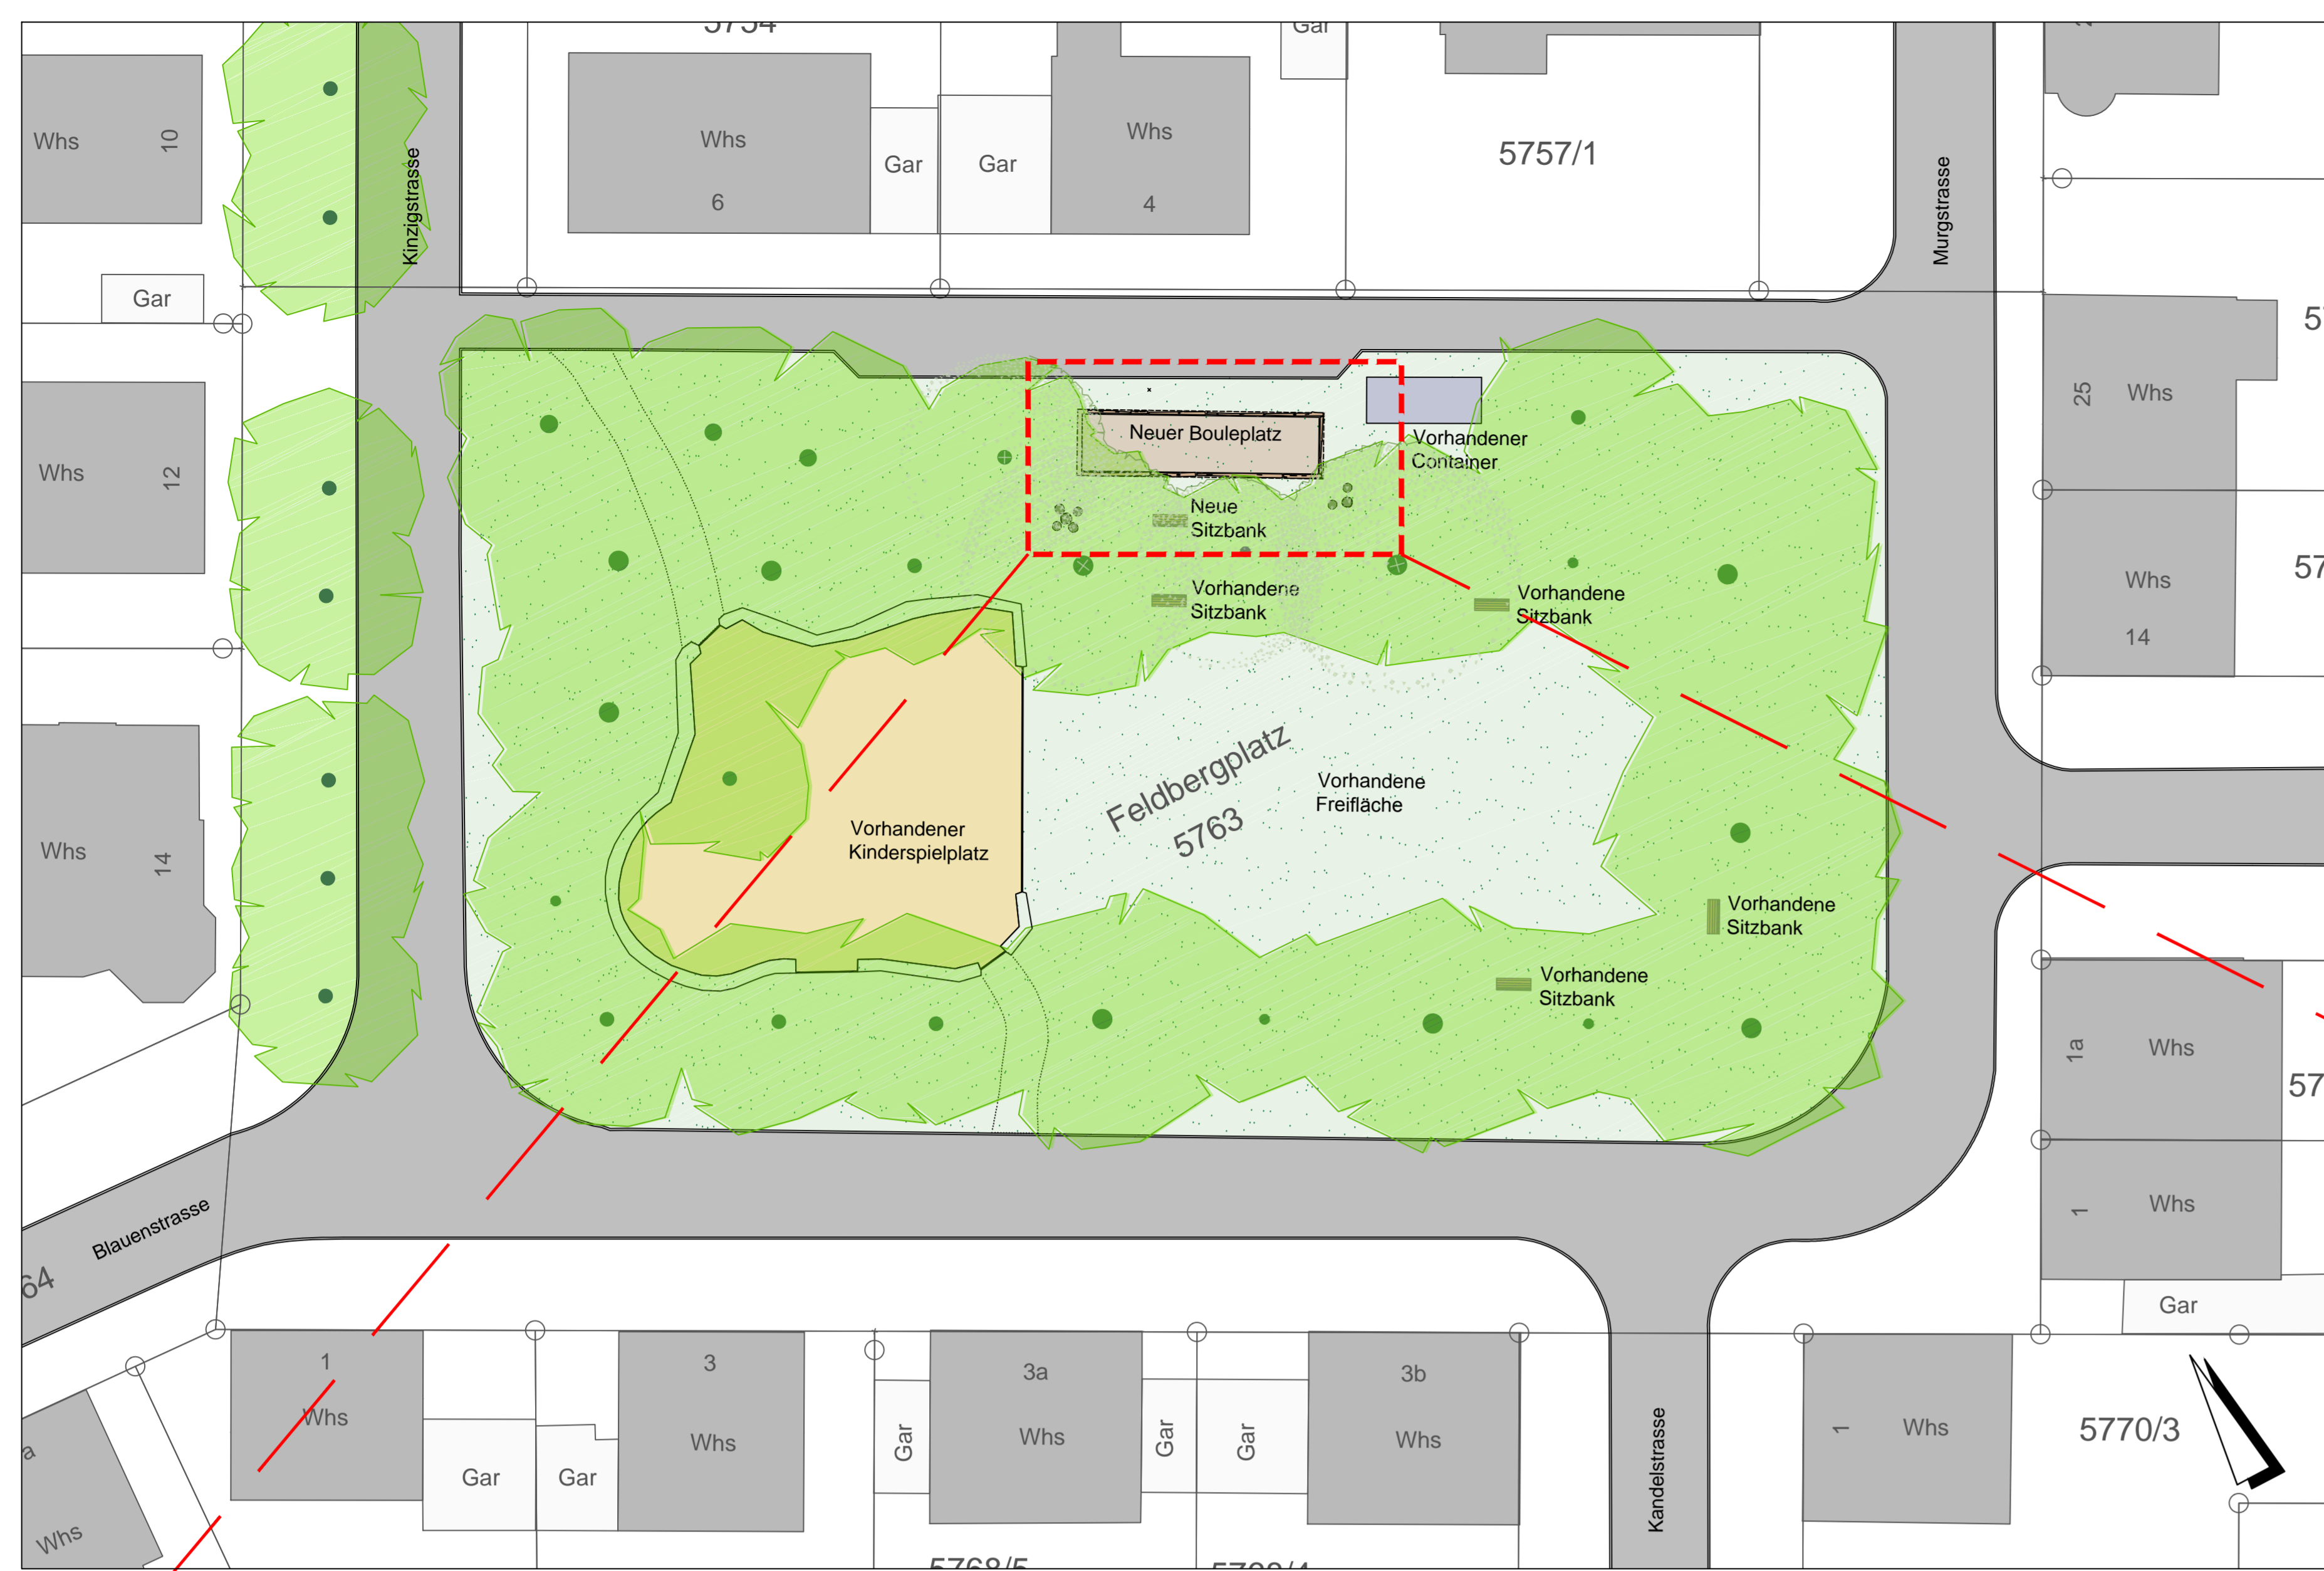 Gar
Whs
10
Whs
6
Gar
Gar
Whs
4
5757/1
Kinzigstrasse
Murgstrasse
Gar
Whs
12
Neuer Bouleplatz
Vorhandener
Container
25
Whs
Neue
Sitzbank
Vorhandene
Sitzbank
Vorhandene
Sitzbank
Whs
14
Feldbergplatz
5763
Vorhandene
Freifläche
Vorhandener
Kinderspielplatz
Whs
14
Vorhandene
Sitzbank
Vorhandene
Sitzbank
1a
Whs
Blauenstrasse
64
1
Whs
Gar
1
Whs
3
Whs
3a
Whs
3b
Whs
Gar
Gar
Gar
Gar
Gar
Kandelstrasse
1
Whs
5770/3
Whs
a